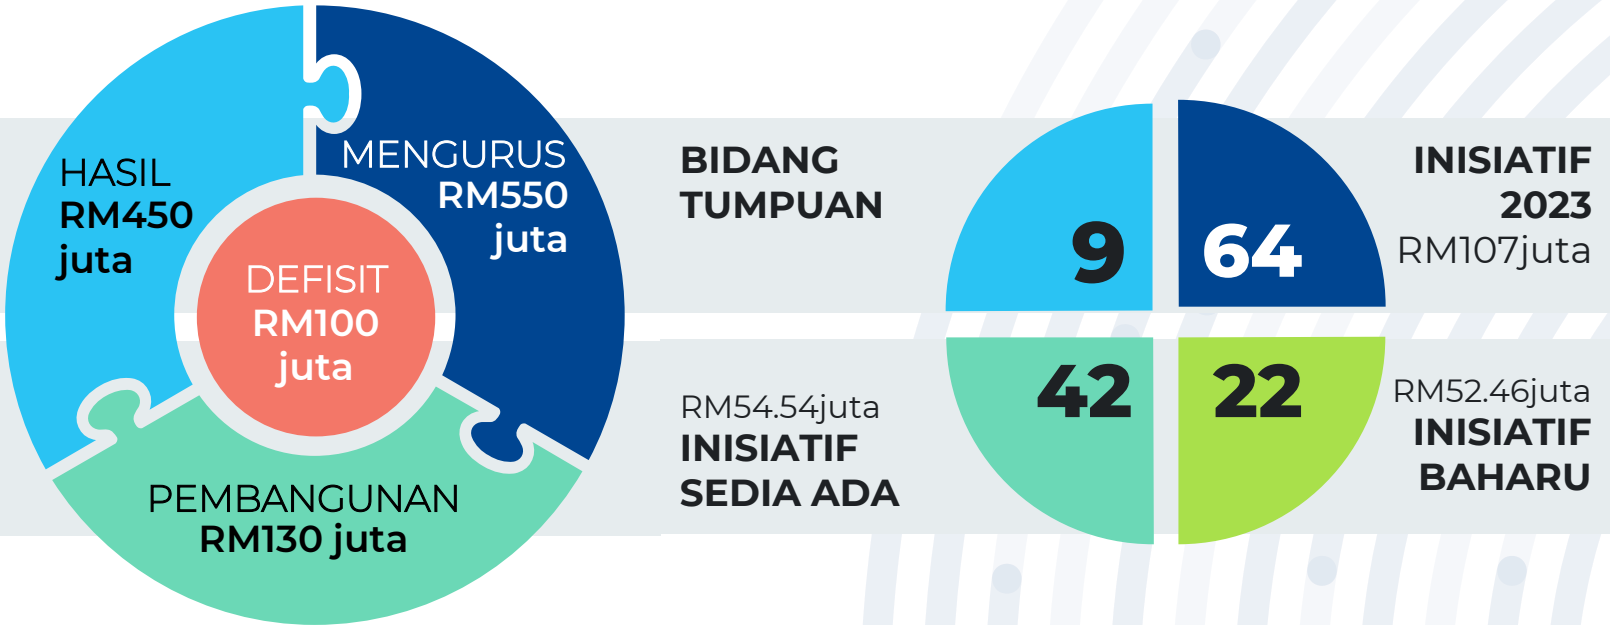 HASIL
RM450
juta
MENGURUS
RM550
juta
DEFISIT
RM100
juta
PEMBANGUNAN
RM130 juta
BIDANG
TUMPUAN
9
64
INISIATIF
2023
RM107juta
RM54.54juta
INISIATIF
SEDIA ADA
42
22
RM52.46juta
INISIATIF
BAHARU